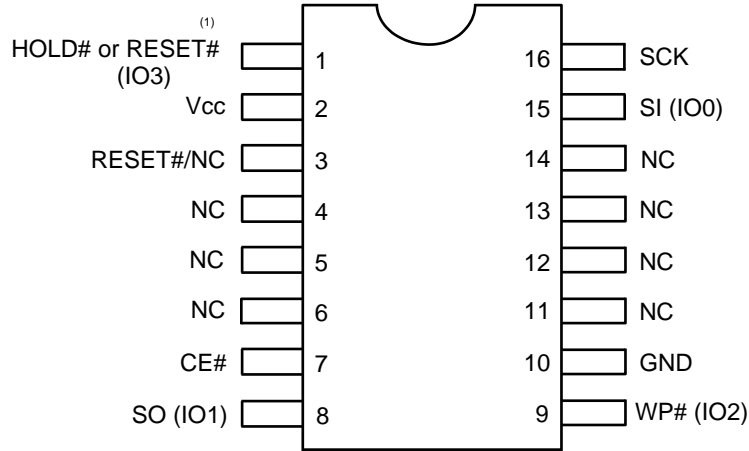 (1)
HOLD# or RESET# 1 16 SCK
(IO3)
Vcc 2 15 SI (IO0)
RESET#/NC 3 14 NC
NC 4 13 NC
NC 5 12 NC
NC 6 11 NC
CE# 7 10 GND
SO (IO1) 8 9 WP# (IO2)